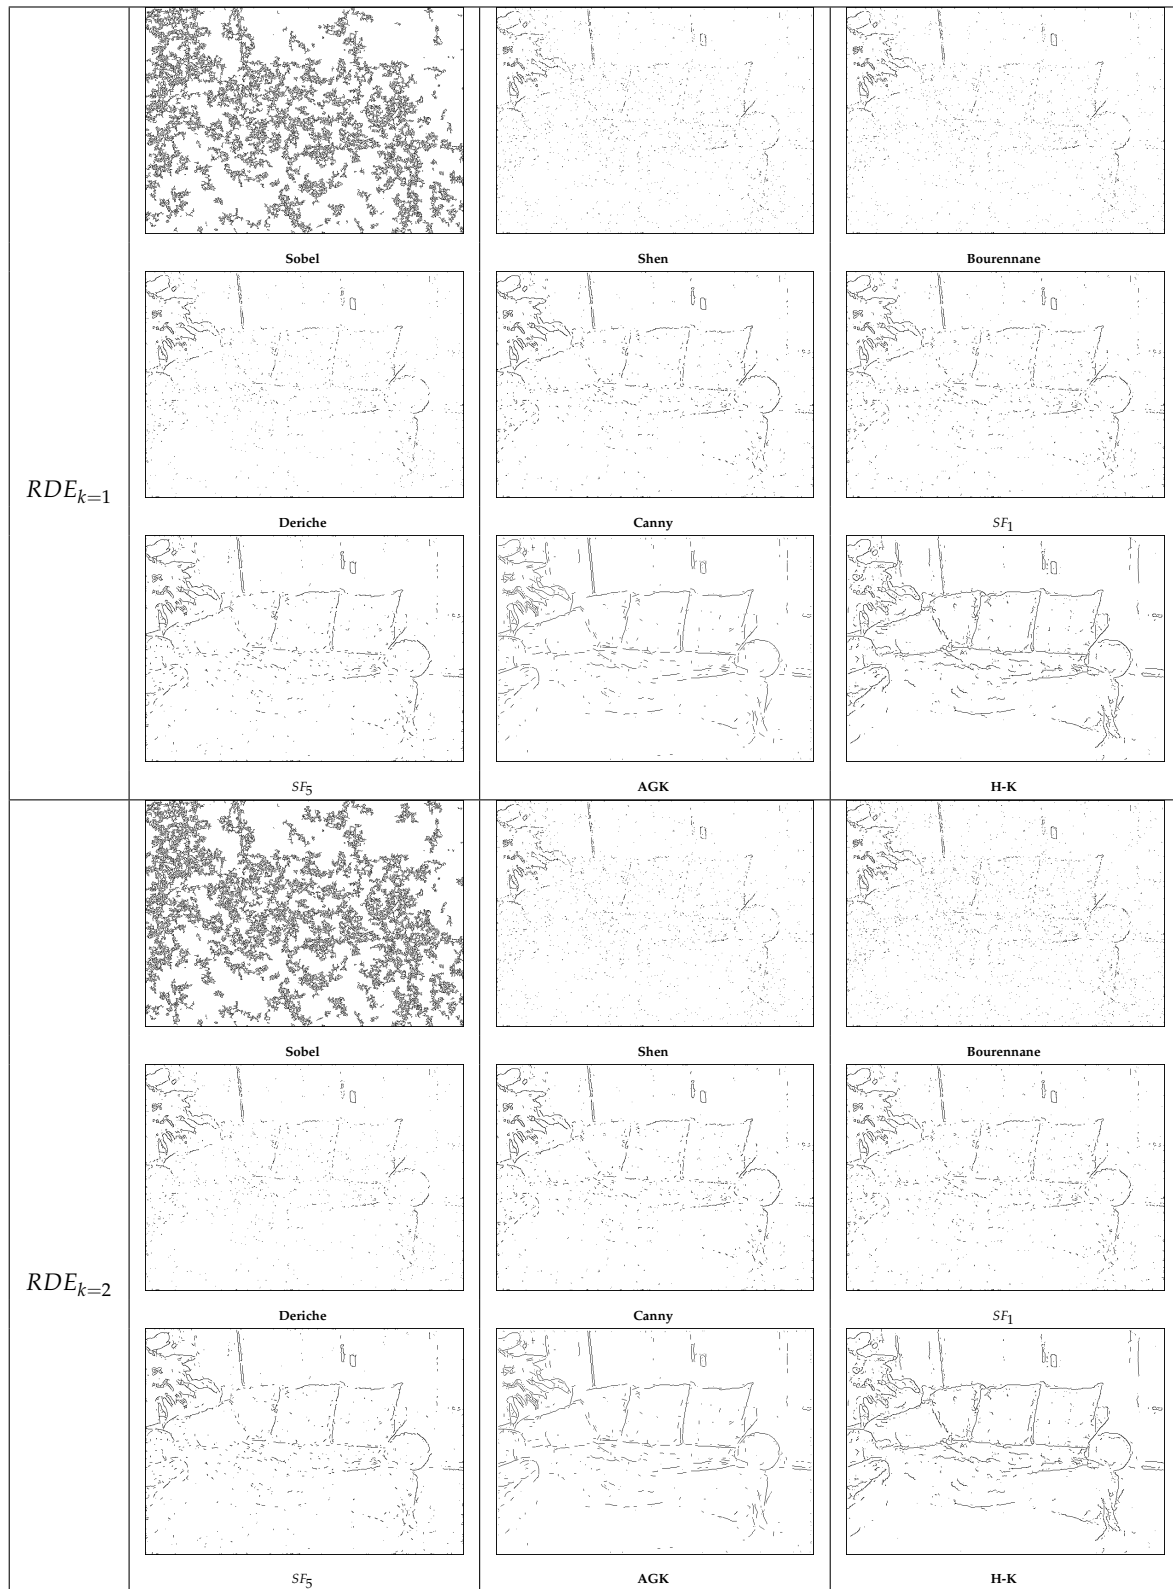 Sobel Shen Bourennane
RDE_{k=1}
Deriche Canny SF_1
SF_5 AGK H-K
Sobel Shen Bourennane
RDE_{k=2}
Deriche Canny SF_1
SF_5 AGK H-K